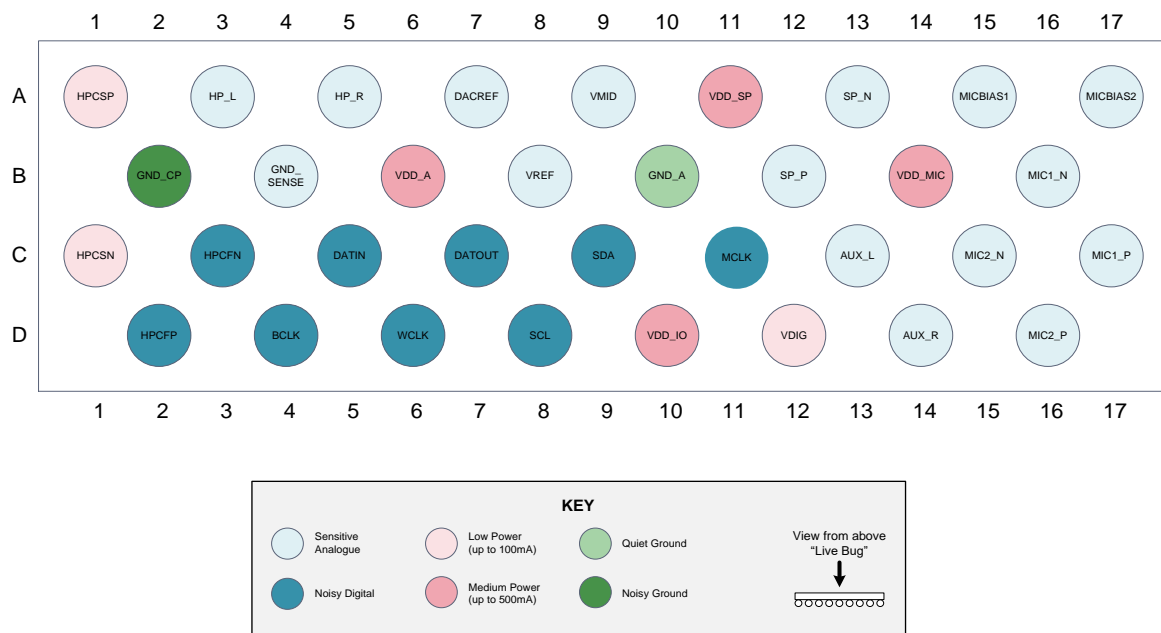 1 2 3 4 5 6 7 8 9 10 11 12 13 14 15 16 17
A HPCSP HP_L HP_R DACREF VMID VDD_SP SP_N MICBIAS1 MICBIAS2
B GND_CP GND_
SENSE VDD_A VREF GND_A SP_P VDD_MIC MIC1_N
C HPCSN HPCFN DATIN DATOUT SDA MCLK AUX_L MIC2_N MIC1_P
D HPCFP BCLK WCLK SCL VDD_IO VDIG AUX_R MIC2_P
1 2 3 4 5 6 7 8 9 10 11 12 13 14 15 16 17
KEY
Sensitive
Analogue
Low Power
(up to 100mA)
Quiet Ground
Noisy Digital
Medium Power
(up to 500mA)
Noisy Ground
View from above
“Live Bug”